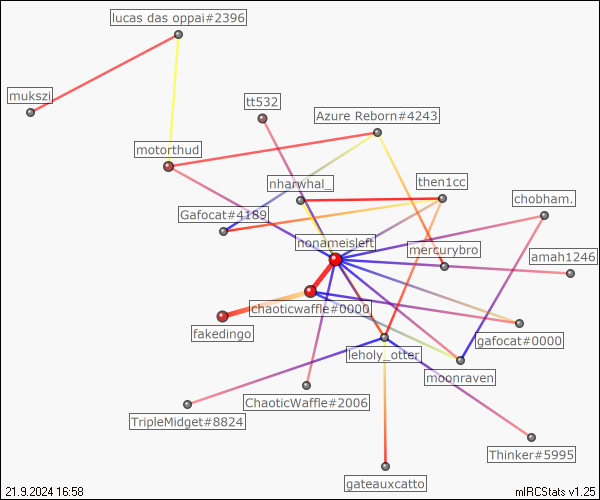 lucas das oppai#2396
mukszi
tt532
Azure Reborn#4243
motorthud
nharwhal_
then1cc
chobham.
Gafocat#4189
nonameisleft
mercurybro
amah1246
chaoticwaffle#0000
fakedingo
gafocat#0000
leholy_otter
moonraven
ChaoticWaffle#2006
TripleMidget#8824
Thinker#5995
gateauxcatto
21.9.2024 16:58
mIRCStats v1.25